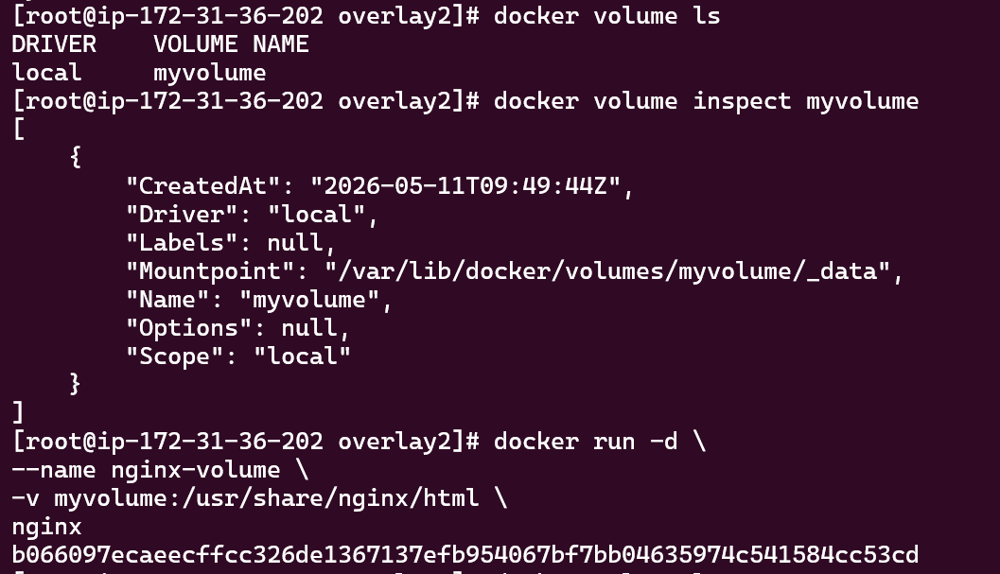 [root@ip-172-31-36-202 overlay2]# docker volume ls
DRIVER    VOLUME NAME
local     myvolume
[root@ip-172-31-36-202 overlay2]# docker volume inspect myvolume
[
    {
        "CreatedAt": "2026-05-11T09:49:44Z",
        "Driver": "local",
        "Labels": null,
        "Mountpoint": "/var/lib/docker/volumes/myvolume/_data",
        "Name": "myvolume",
        "Options": null,
        "Scope": "local"
    }
]
[root@ip-172-31-36-202 overlay2]# docker run -d \
--name nginx-volume \
-v myvolume:/usr/share/nginx/html \
nginx
b066097ecaeecffcc326de1367137efb954067bf7bb04635974c541584cc53cd